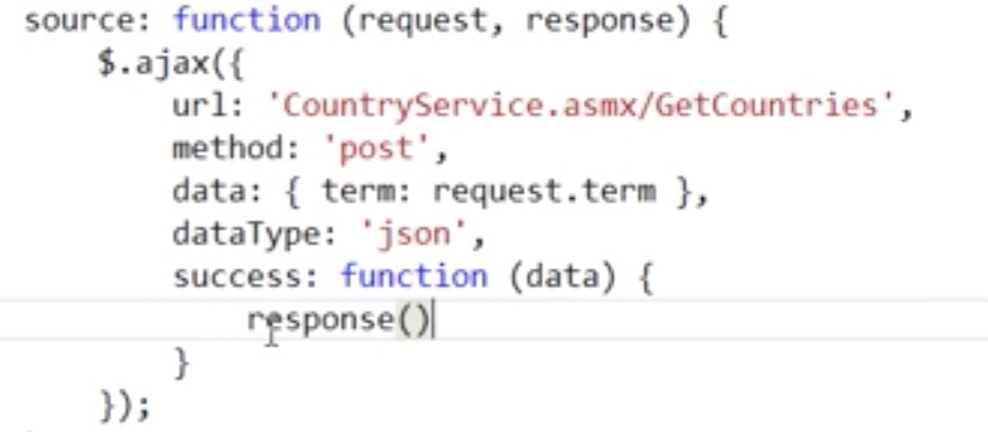 source: function (request, response) {
$.ajax({
url: 'CountryService.asmx/GetCountries',
method: 'post',
data: { term: request.term },
dataType: 'json',
success: function (data) {
response()
}
});